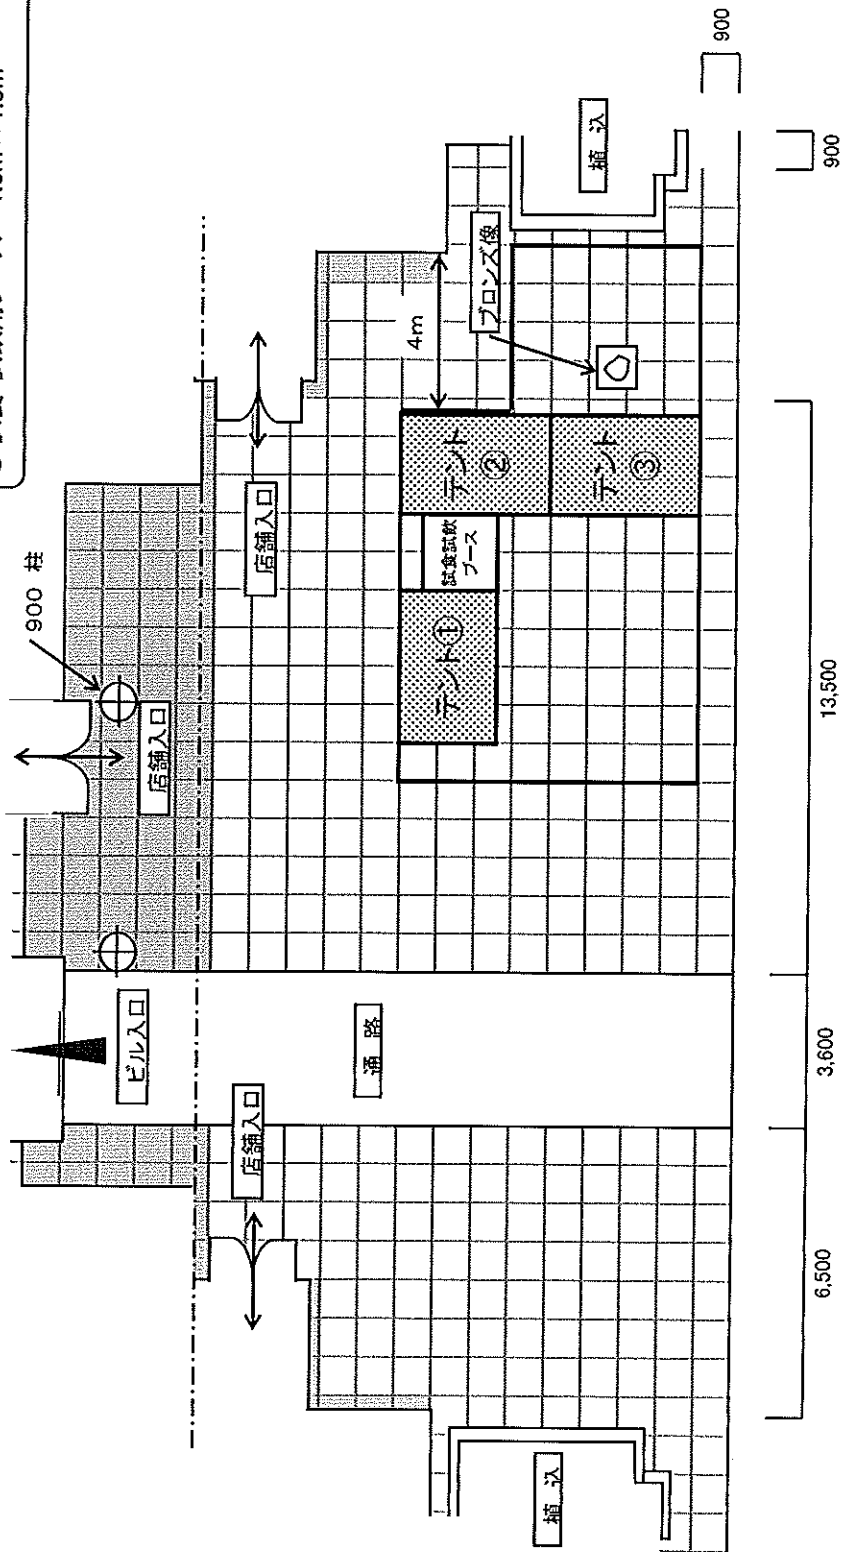 900 柱
店舗入口
店舗入口
ビル入口
通 路
店舗入口
4m
ブロンズ像
植 込
テント①
試食試飲
ブース
テント
②
テント
③
植 込
900
900
13,500
3,600
6,500